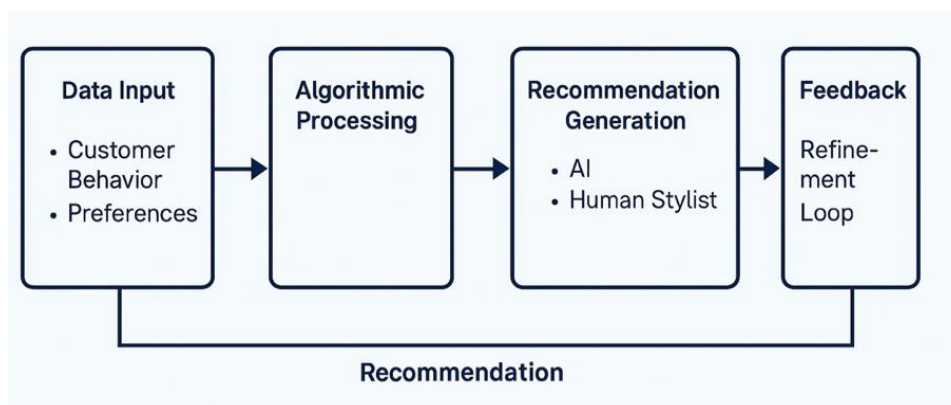 Data Input
• Customer
Behavior
• Preferences
Algorithmic
Processing
Recommendation
Generation
• AI
• Human Stylist
Feedback
Refine-
ment
Loop
Recommendation